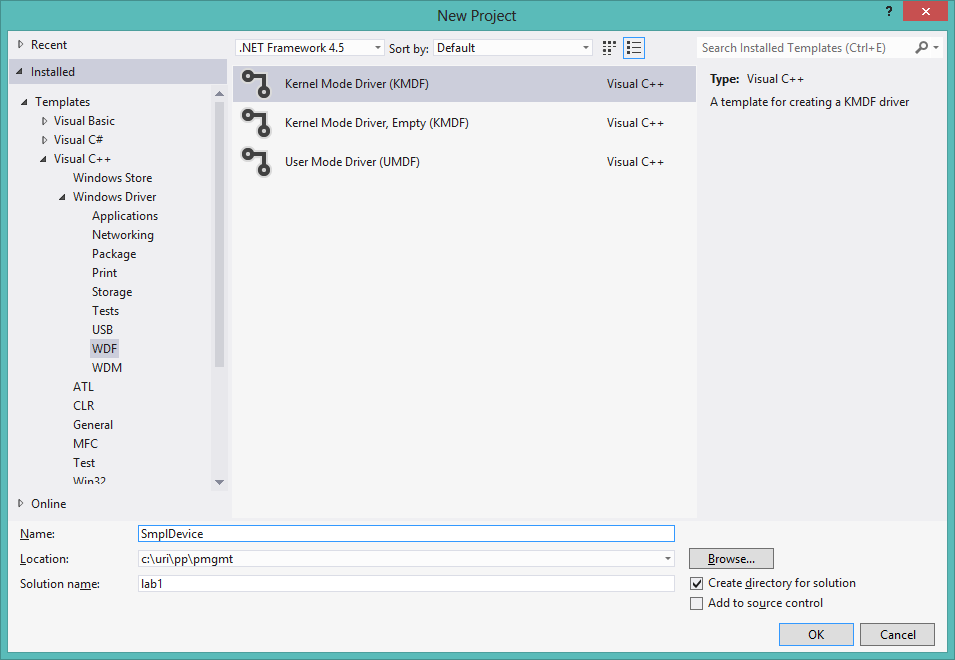 New Project
?
Recent
Installed
Templates
Visual Basic
Visual C#
Visual C++
Windows Store
Windows Driver
Applications
Networking
Package
Print
Storage
Tests
USB
WDF
WDM
ATL
CLR
General
MFC
Test
Win32
Online
.NET Framework 4.5 Sort by: Default
Kernel Mode Driver (KMDF) Visual C++
Kernel Mode Driver, Empty (KMDF) Visual C++
User Mode Driver (UMDF) Visual C++
Search Installed Templates (Ctrl+E)
Type: Visual C++
A template for creating a KMDF driver
Name: SmplDevice
Location: c:\uri\pp\pmgmt
Solution name: lab1
Browse...
Create directory for solution
Add to source control
OK Cancel